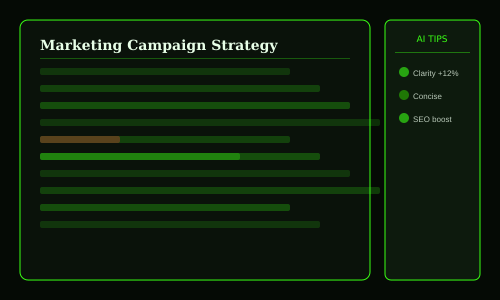 Marketing Campaign Strategy
AI TIPS
Clarity +12%
Concise
SEO boost